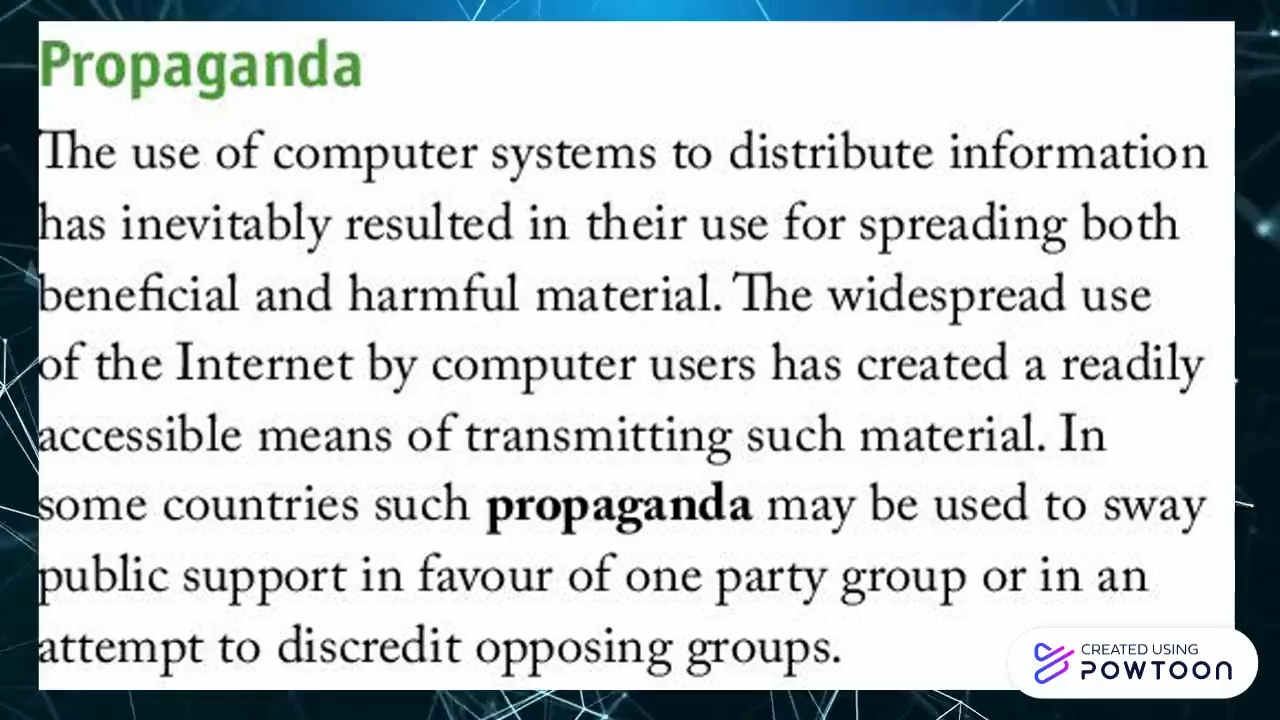 Propaganda
The use of computer systems to distribute information
has inevitably resulted in their use for spreading both
beneficial and harmful material. The widespread use
of the Internet by computer users has created a readily
accessible means of transmitting such material. In
some countries such propaganda may be used to sway
public support in favour of one party group or in an
attempt to discredit opposing groups.
CREATED USING
POWTOON